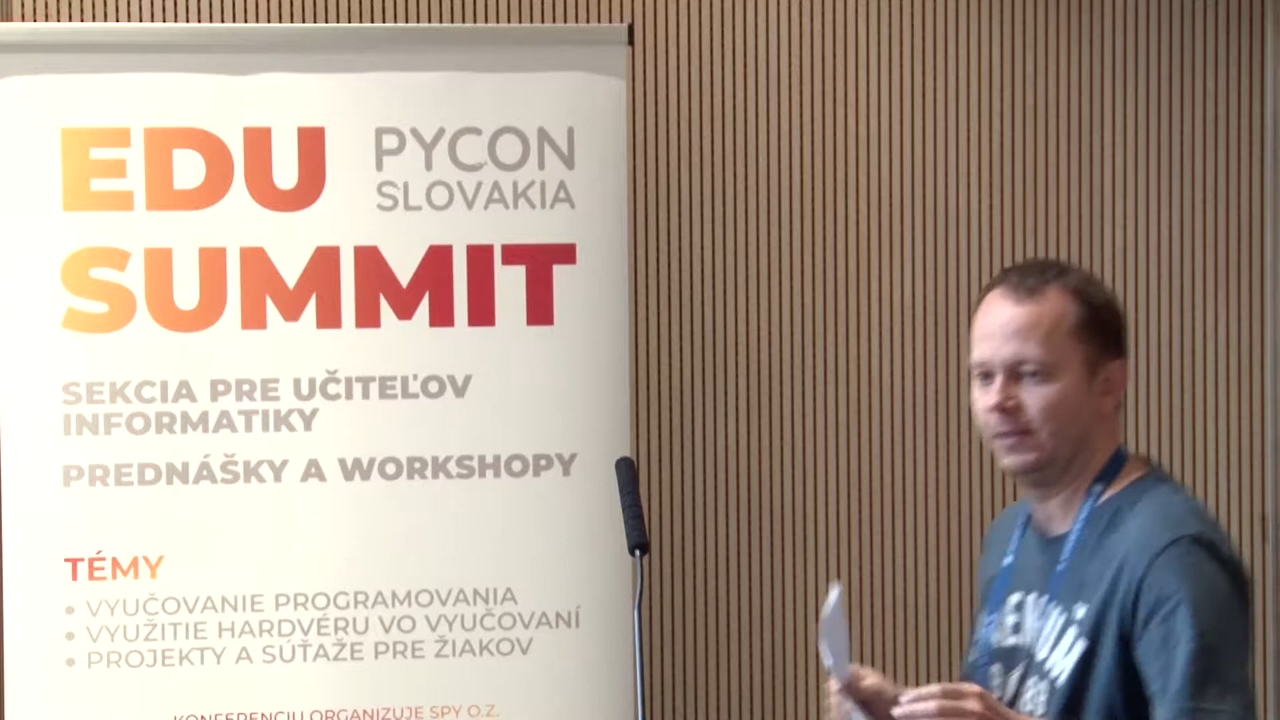 EDU PYCON
SLOVAKIA
SUMMIT
SEKCIA PRE UČITEĽOV
INFORMATIKY
PREDNÁŠKY A WORKSHOPY
TÉMY
• VYUČOVANIE PROGRAMOVANIA
• VYUŽITIE HARDVÉRU VO VYUČOVANÍ
• PROJEKTY A SÚŤAŽE PRE ŽIAKOV
KONFERENCIU ORGANIZUJE SPY O.Z.